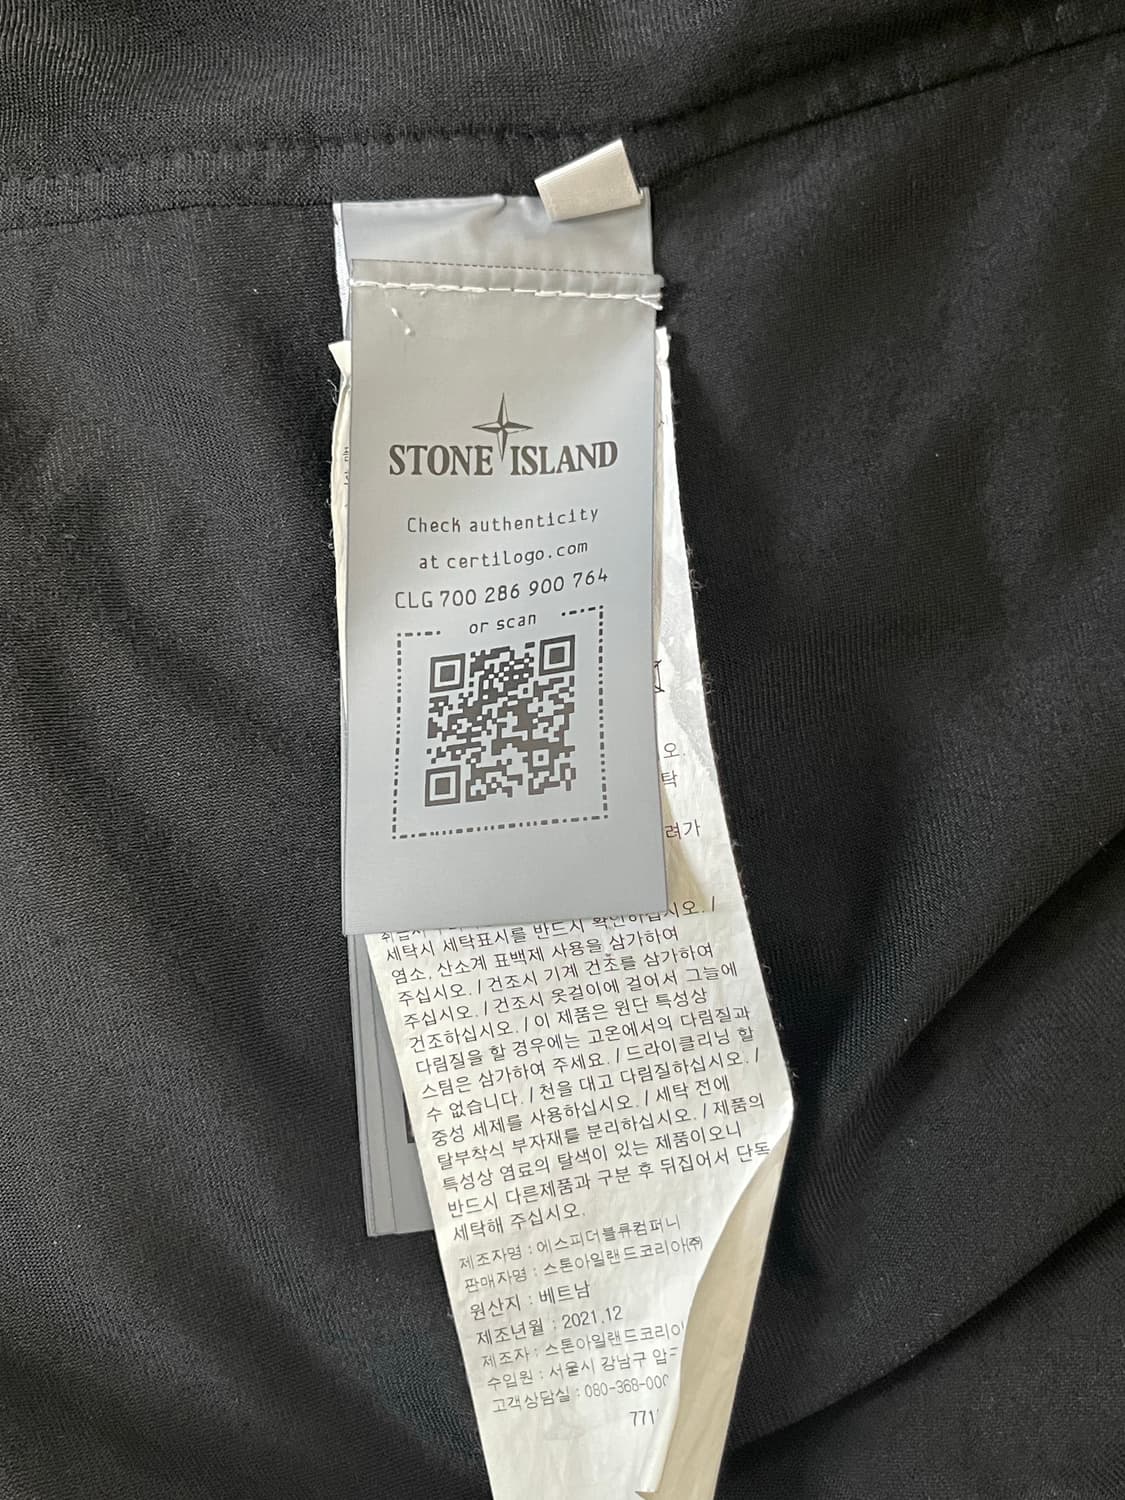 STONE ISLAND
Check authenticity
at certilogo.com
CLG 700 286 900 764
or scan
오.
탁
려가
세탁시 세탁표시를 반드시 확인하십시오. /
염소, 산소계 표백제 사용을 삼가하여
주십시오. / 건조시 기계 건조를 삼가하여
주십시오. / 건조시 옷걸이에 걸어서 그늘에
건조하십시오. / 이 제품은 원단 특성상
다림질을 할 경우에는 고온에서의 다림질과
스팀은 삼가하여 주세요. / 드라이클리닝 할
수 없습니다. / 천을 대고 다림질하십시오. /
중성 세제를 사용하십시오. / 세탁 전에
탈부착식 부자재를 분리하십시오. / 제품의
특성상 염료의 탈색이 있는 제품이오니
반드시 다른제품과 구분 후 뒤집어서 단독
세탁해 주십시오.
제조자명 : 에스피더블큐컴퍼니
판매자명 : 스톤아일랜드코리아(주)
원산지 : 베트남
제조년월 : 2021.12
제조자 : 스톤아일랜드코리아
수입원 : 서울시 강남구
고객상담실 : 080-368-000
771